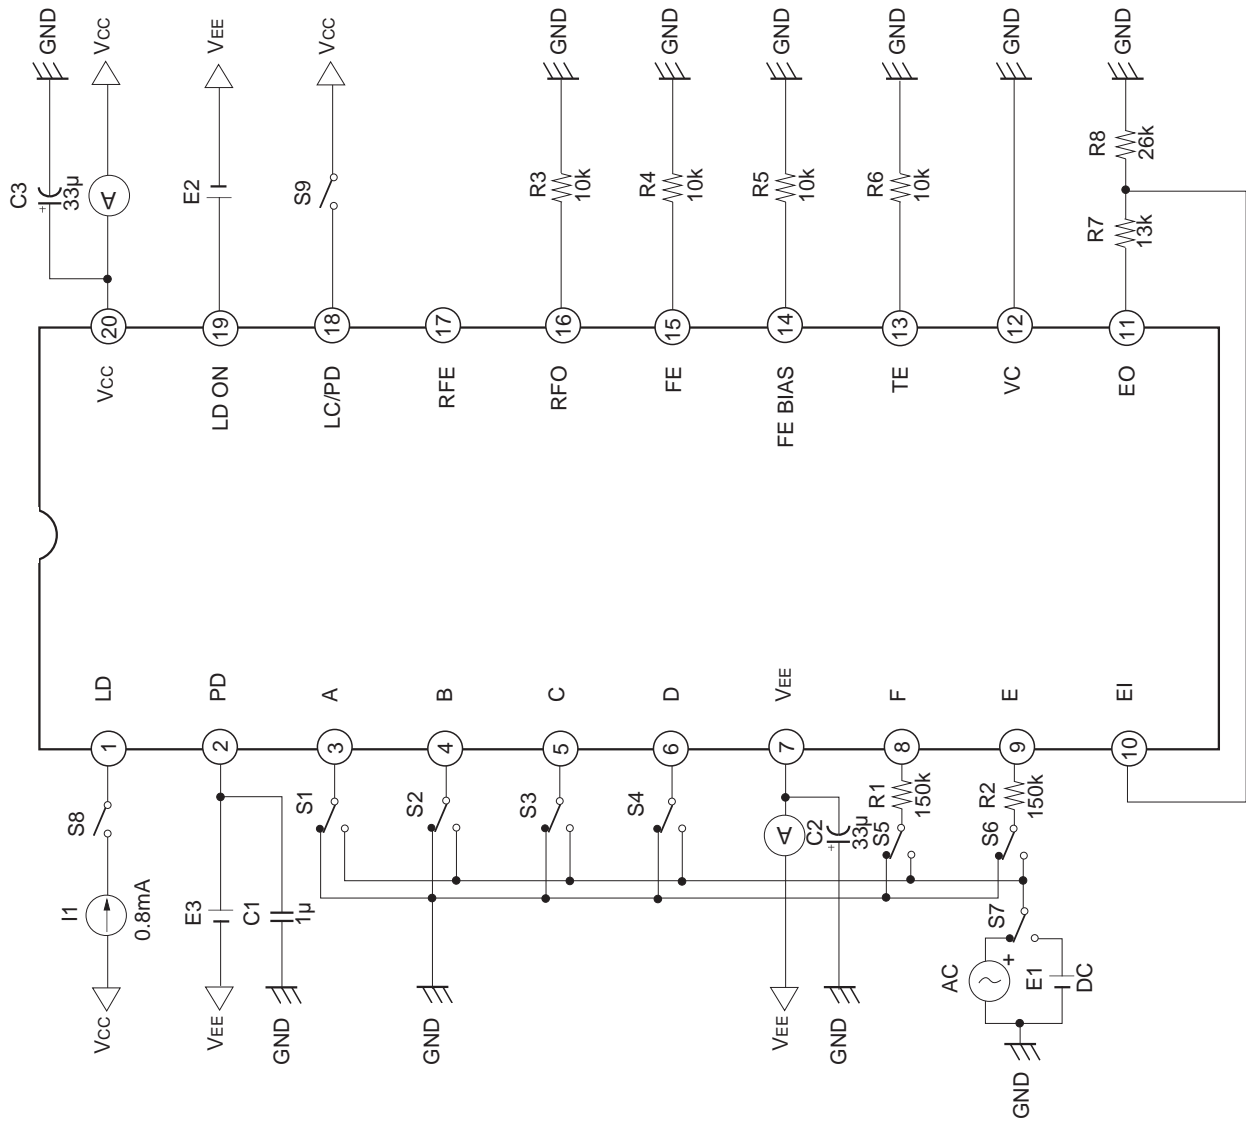 GND
C3
33µ
VCC
A
VEE
E2
VCC
S9
GND
R3
10k
GND
R4
10k
GND
R5
10k
GND
R6
10k
GND
GND
R8
26k
R7
13k
20
19
18
17
16
15
14
13
12
11
VCC
LD ON
LC/PD
RFE
RFO
FE
FE BIAS
TE
VC
EO
LD
PD
A
B
C
D
VEE
F
E
EI
1
2
3
4
5
6
7
8
9
10
S8
I1
0.8mA
VCC
E3
VEE
C1
1µ
GND
S1
S2
S3
S4
GND
A
C2
33µ
VEE
GND
R1
150k
S5
R2
150k
S6
S7
AC
+
E1
DC
GND